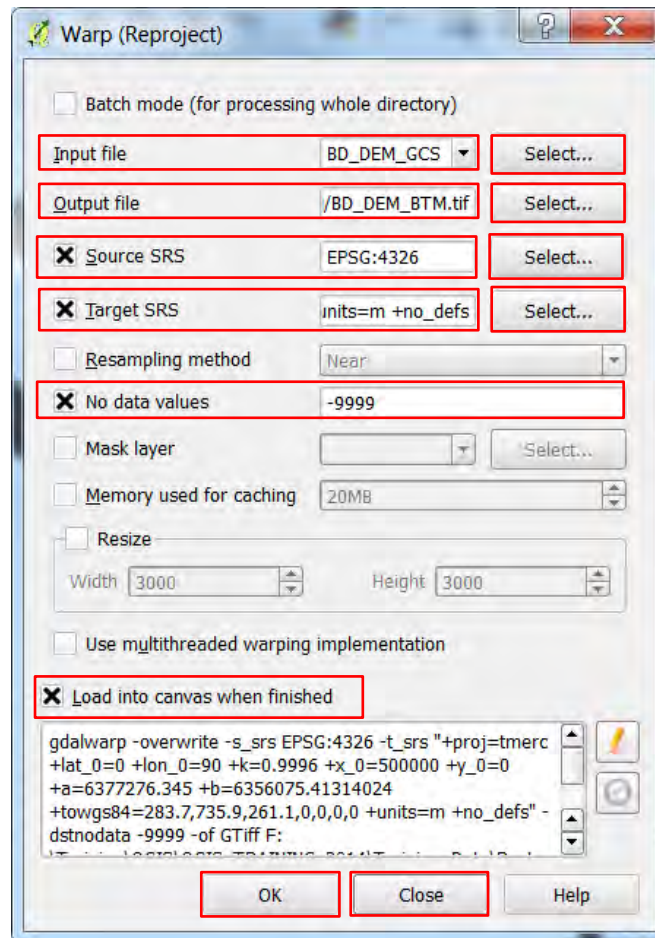 Warp (Reproject)
Batch mode (for processing whole directory)
Input file BD_DEM_GCS Select...
Output file /BD_DEM_BTM.tif Select...
Source SRS EPSG:4326 Select...
Target SRS units=m +no_defs Select...
Resampling method Near
No data values -9999
Mask layer Select...
Memory used for caching 20MB
Resize
Width 3000 Height 3000
Use multithreaded warping implementation
Load into canvas when finished
gdalwarp -overwrite -s_srs EPSG:4326 -t_srs "+proj=tmerc
+lat_0=0 +lon_0=90 +k=0.9996 +x_0=500000 +y_0=0
+a=6377276.345 +b=6356075.41314024
+towgs84=283.7,735.9,261.1,0,0,0,0 +units=m +no_defs" -
dstnodata -9999 -of GTiff F:
OK Close Help